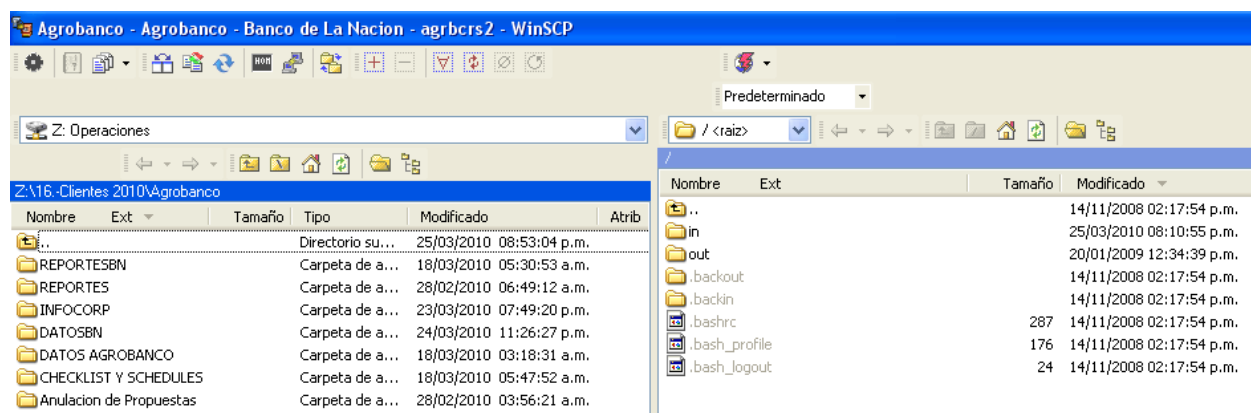 Agrobanco - Agrobanco - Banco de La Nacion - agrbcrs2 - WinSCP
HOM
Predeterminado
Z: Operaciones
/ <raiz>
Z:\16.-Clientes 2010\Agrobanco
/
Nombre Ext Tamaño Tipo Modificado Atrib
.. Directorio su... 25/03/2010 08:53:04 p.m.
REPORTESBN Carpeta de a... 18/03/2010 05:30:53 a.m.
REPORTES Carpeta de a... 28/02/2010 06:49:12 a.m.
INFOCORP Carpeta de a... 23/03/2010 07:49:20 p.m.
DATOSBN Carpeta de a... 24/03/2010 11:26:27 p.m.
DATOS AGROBANCO Carpeta de a... 18/03/2010 03:18:31 a.m.
CHECKLIST Y SCHEDULES Carpeta de a... 18/03/2010 05:47:52 a.m.
Anulacion de Propuestas Carpeta de a... 28/02/2010 03:56:21 a.m.
Nombre Ext Tamaño Modificado
.. 14/11/2008 02:17:54 p.m.
in 25/03/2010 08:10:55 p.m.
out 20/01/2009 12:34:39 p.m.
.backout 14/11/2008 02:17:54 p.m.
.backin 14/11/2008 02:17:54 p.m.
.bashrc 287 14/11/2008 02:17:54 p.m.
.bash_profile 176 14/11/2008 02:17:54 p.m.
.bash_logout 24 14/11/2008 02:17:54 p.m.